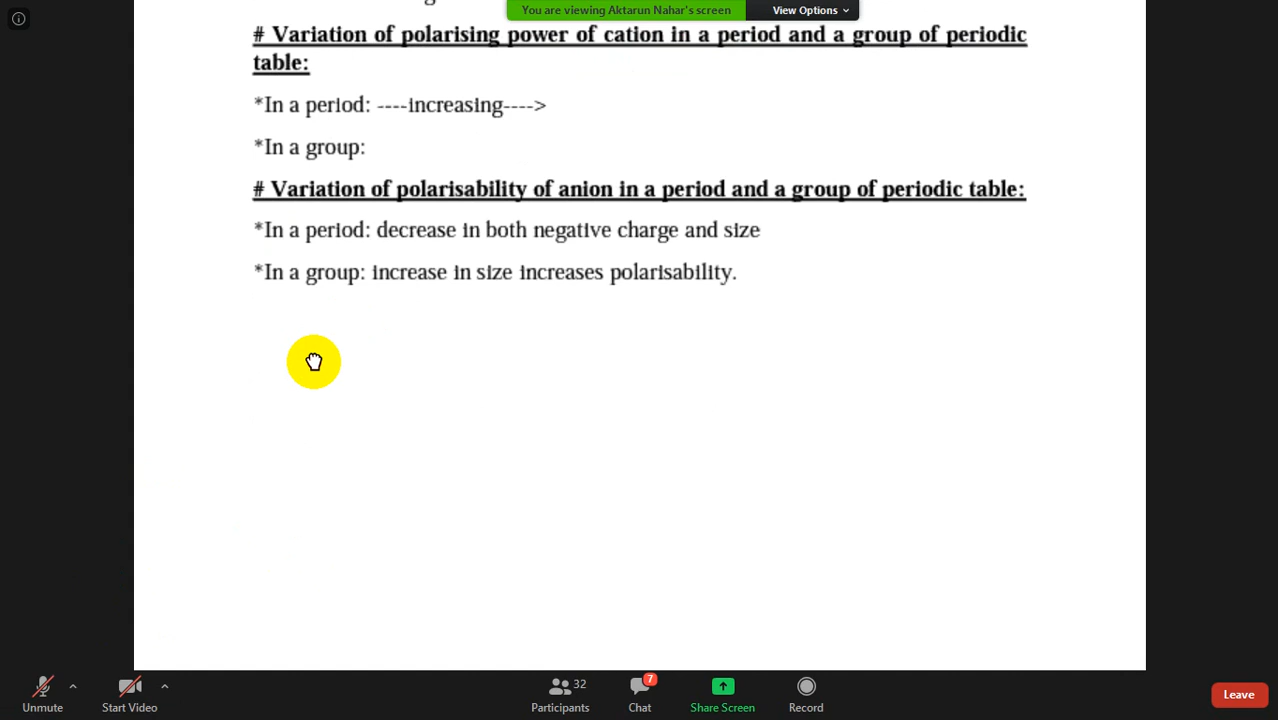 You are viewing Aktarun Nahar's screen
View Options
# Variation of polarising power of cation in a period and a group of periodic
table:
*In a period: ----increasing---->
*In a group:
# Variation of polarisability of anion in a period and a group of periodic table:
*In a period: decrease in both negative charge and size
*In a group: increase in size increases polarisability.
32
7
Unmute
Start Video
Participants
Chat
Share Screen
Record
Leave